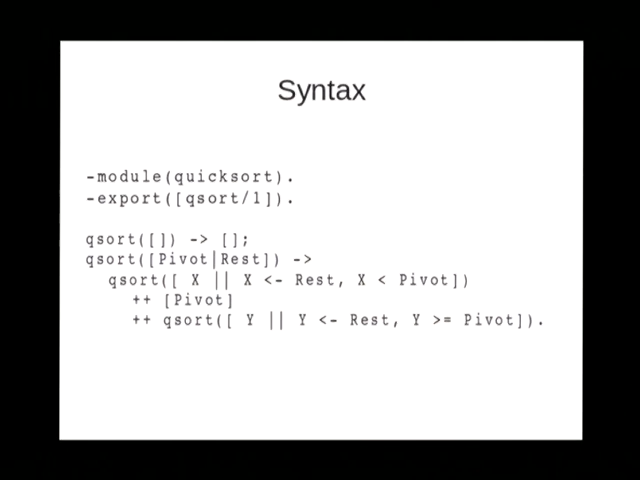 Syntax
-module(quicksort).
-export([qsort/1]).
qsort([]) -> [];
qsort([Pivot|Rest]) ->
qsort([ X || X <- Rest, X < Pivot])
++ [Pivot]
++ qsort([ Y || Y <- Rest, Y >= Pivot]).